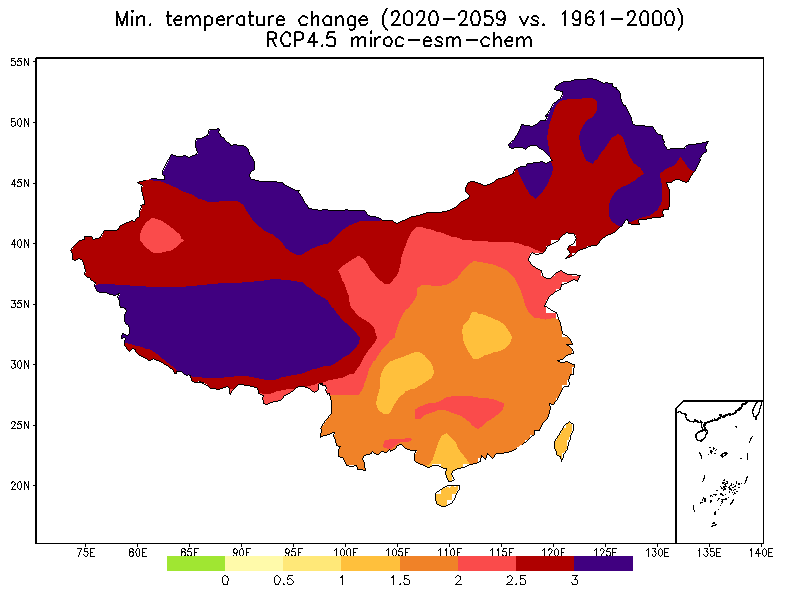 Min. temperature change (2020-2059 vs. 1961-2000)
RCP4.5 miroc-esm-chem
55N
50N
45N
40N
35N
30N
25N
20N
75E 80E 85E 90E 95E 100E 105E 110E 115E 120E 125E 130E 135E 140E
0 0.5 1 1.5 2 2.5 3